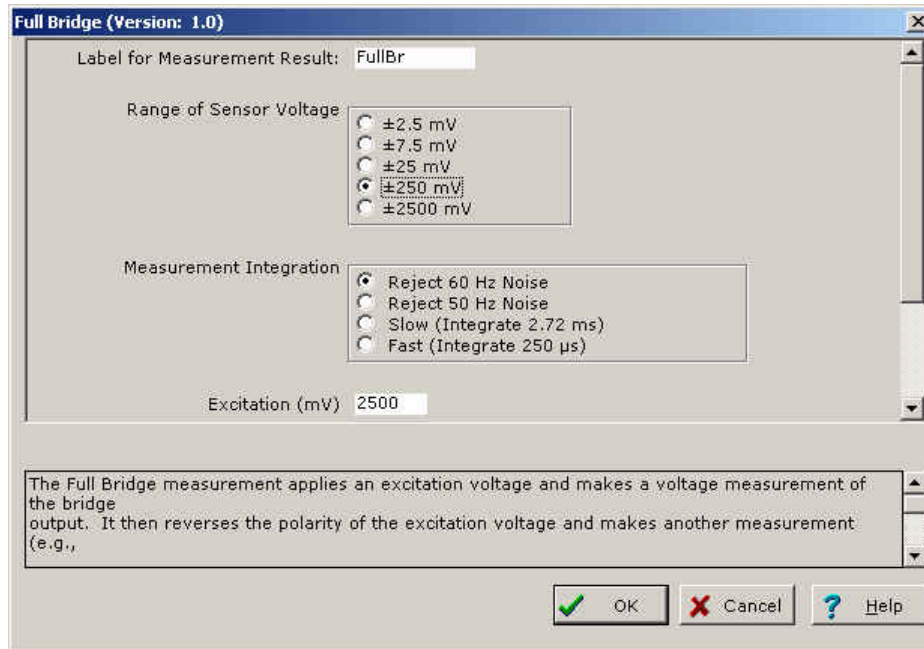 Full Bridge (Version: 1.0)
Label for Measurement Result: FullBr
Range of Sensor Voltage
±2.5 mV
±7.5 mV
±25 mV
±250 mV
±2500 mV
Measurement Integration
Reject 60 Hz Noise
Reject 50 Hz Noise
Slow (Integrate 2.72 ms)
Fast (Integrate 250 µs)
Excitation (mV) 2500
The Full Bridge measurement applies an excitation voltage and makes a voltage measurement of
the bridge
output. It then reverses the polarity of the excitation voltage and makes another measurement
(e.g.,
OK Cancel ? Help